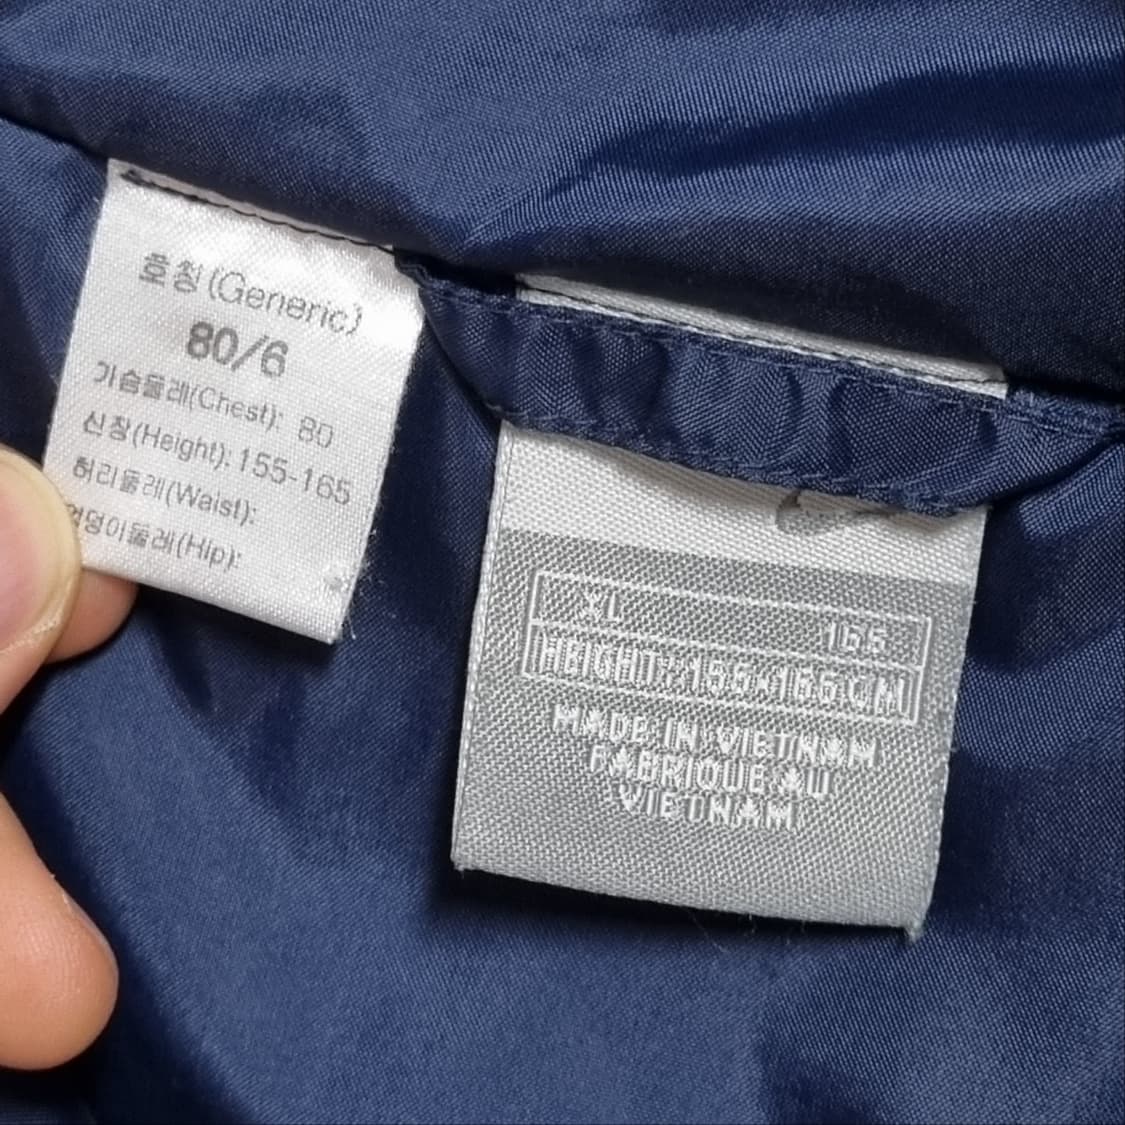 호칭(Generic)
80/6
가슴둘레(Chest): 80
신장(Height): 155-165
허리둘레(Waist):
엉덩이둘레(Hip):
XL 165
HEIGHT:155-165CM
MADE IN VIETNAM
FABRIQUE AU
VIETNAM